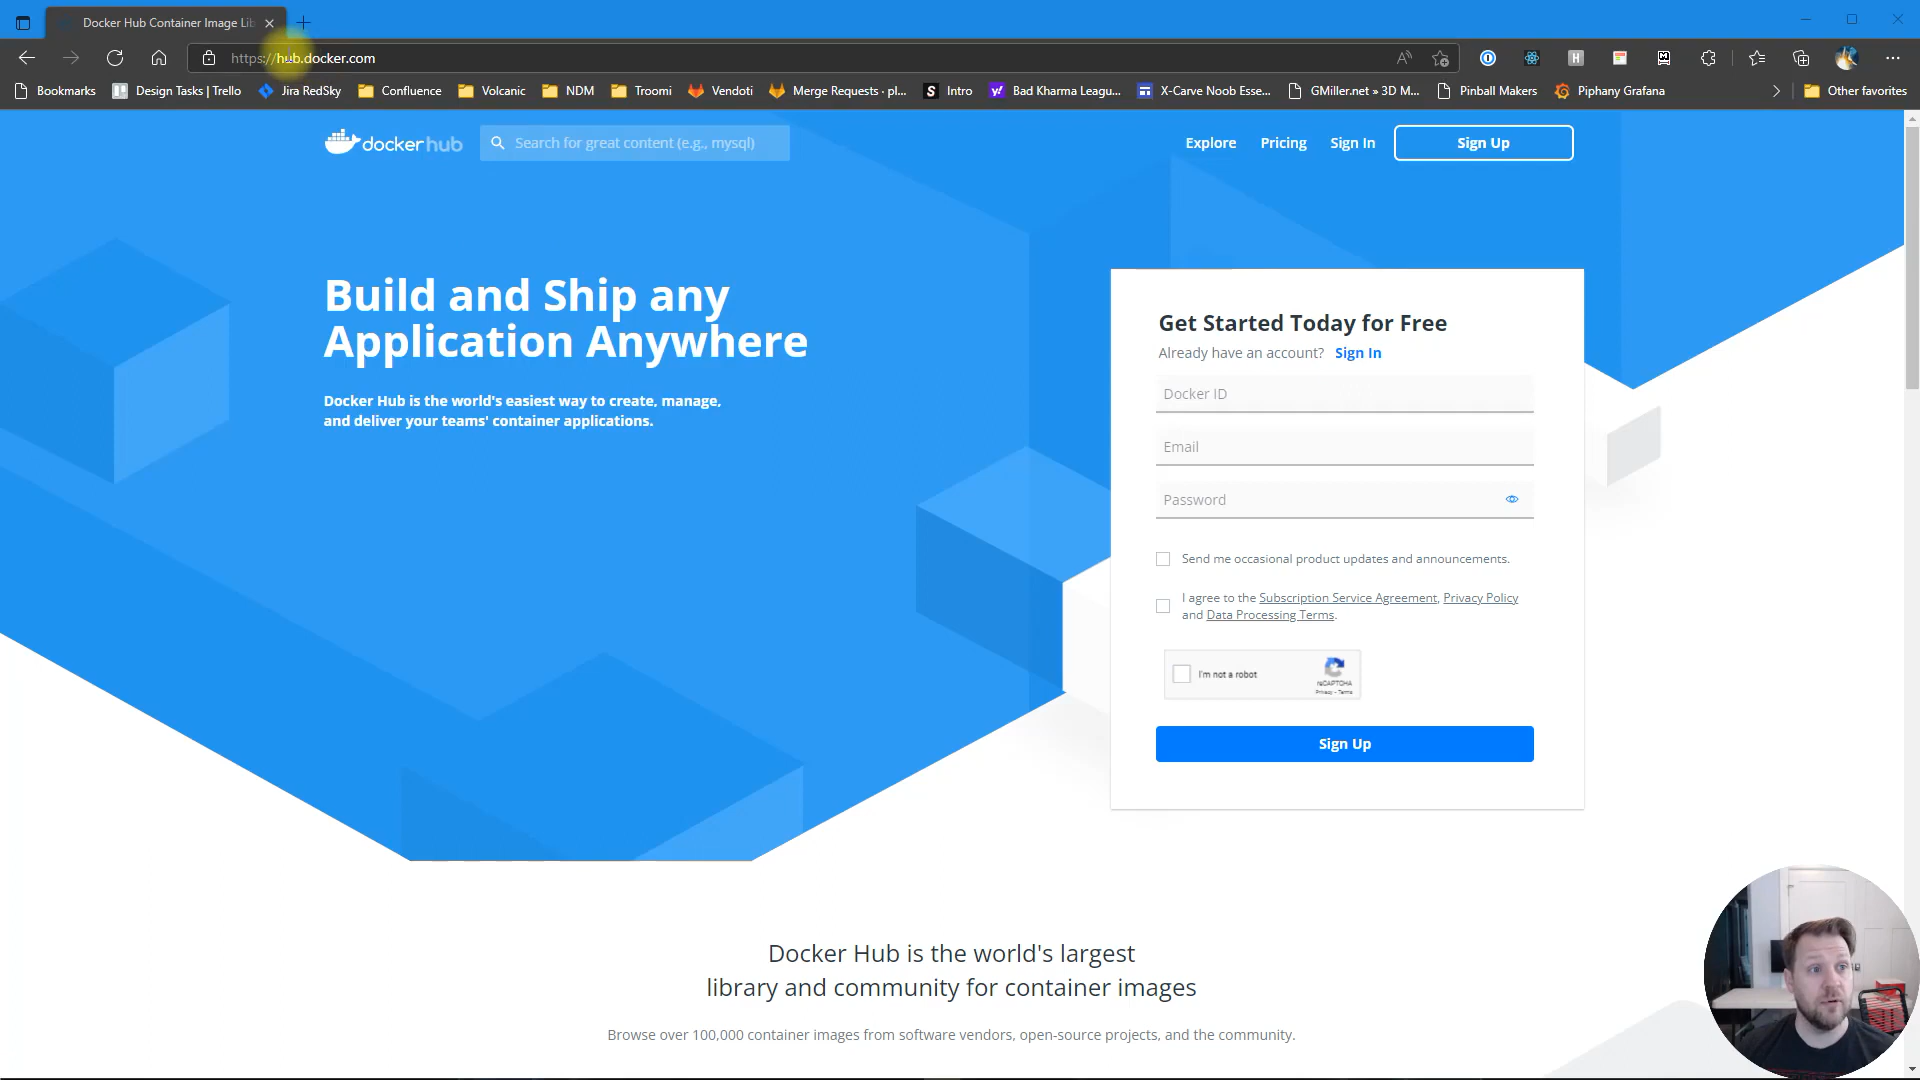 Docker Hub Container Image Lib
https://hub.docker.com
Bookmarks
Design Tasks | Trello
Jira RedSky
Confluence
Volcanic
NDM
Troomi
Vendoti
Merge Requests · pl...
Intro
Bad Kharma Leagu...
X-Carve Noob Esse...
GMiller.net » 3D M...
Pinball Makers
Piphany Grafana
Other favorites
docker hub
Search for great content (e.g., mysql)
Explore
Pricing
Sign In
Sign Up
Build and Ship any
Application Anywhere
Docker Hub is the world's easiest way to create, manage,
and deliver your teams' container applications.
Get Started Today for Free
Already have an account? Sign In
Docker ID
Email
Password
Send me occasional product updates and announcements.
I agree to the Subscription Service Agreement, Privacy Policy
and Data Processing Terms.
I'm not a robot
reCAPTCHA
Privacy - Terms
Sign Up
Docker Hub is the world's largest
library and community for container images
Browse over 100,000 container images from software vendors, open-source projects, and the community.